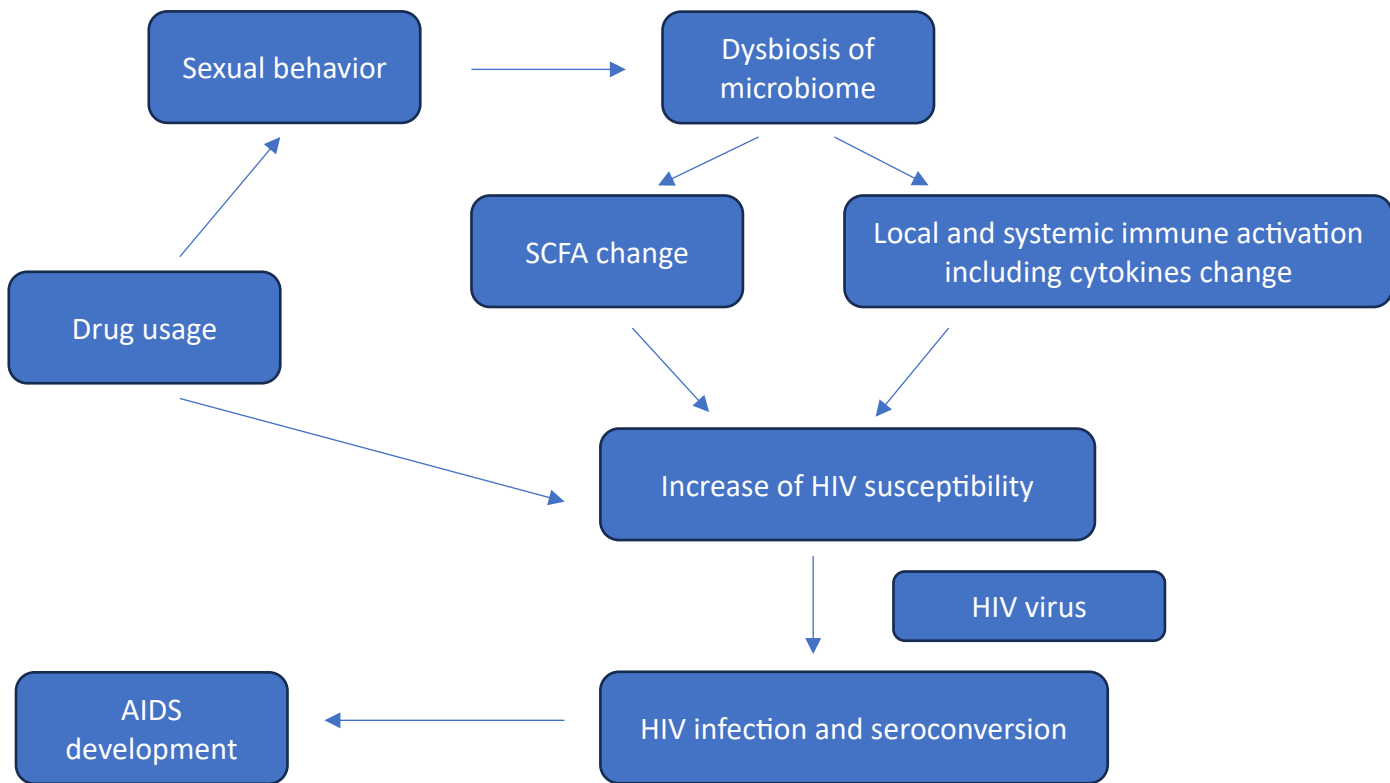 Sexual behavior
Dysbiosis of
microbiome
SCFA change
Local and systemic immune activation
including cytokines change
Drug usage
Increase of HIV susceptibility
HIV virus
AIDS
development
HIV infection and seroconversion